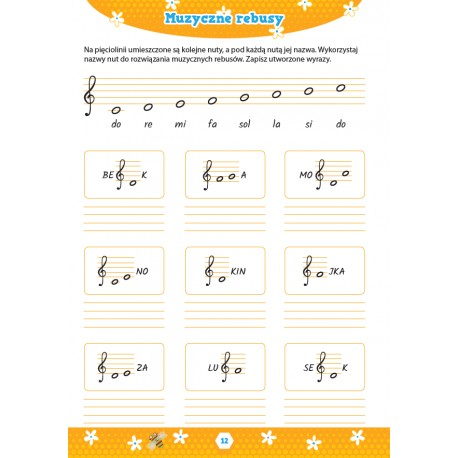 Muzyczne rebusy
Na pięciolinii umieszczone są kolejne nuty, a pod każdą nutą jej nazwa. Wykorzystaj
nazwy nut do rozwiązania muzycznych rebusów. Zapisz utworzone wyrazy.
do re mi fa sol la si do
BE K
A
MO
NO
KIN
JKA
ZA
LU
SE K
12